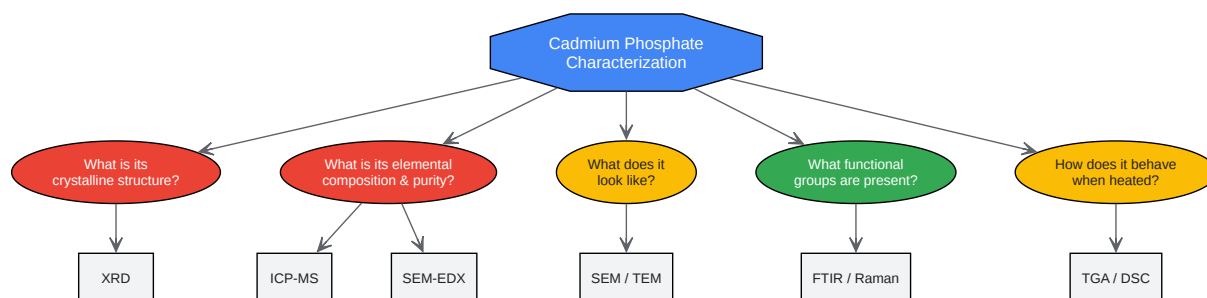 Cadmium Phosphate
Characterization
What is its
crystalline structure?
What is its elemental
composition & purity?
What does it
look like?
What functional
groups are present?
How does it behave
when heated?
XRD
ICP-MS
SEM-EDX
SEM / TEM
FTIR / Raman
TGA / DSC